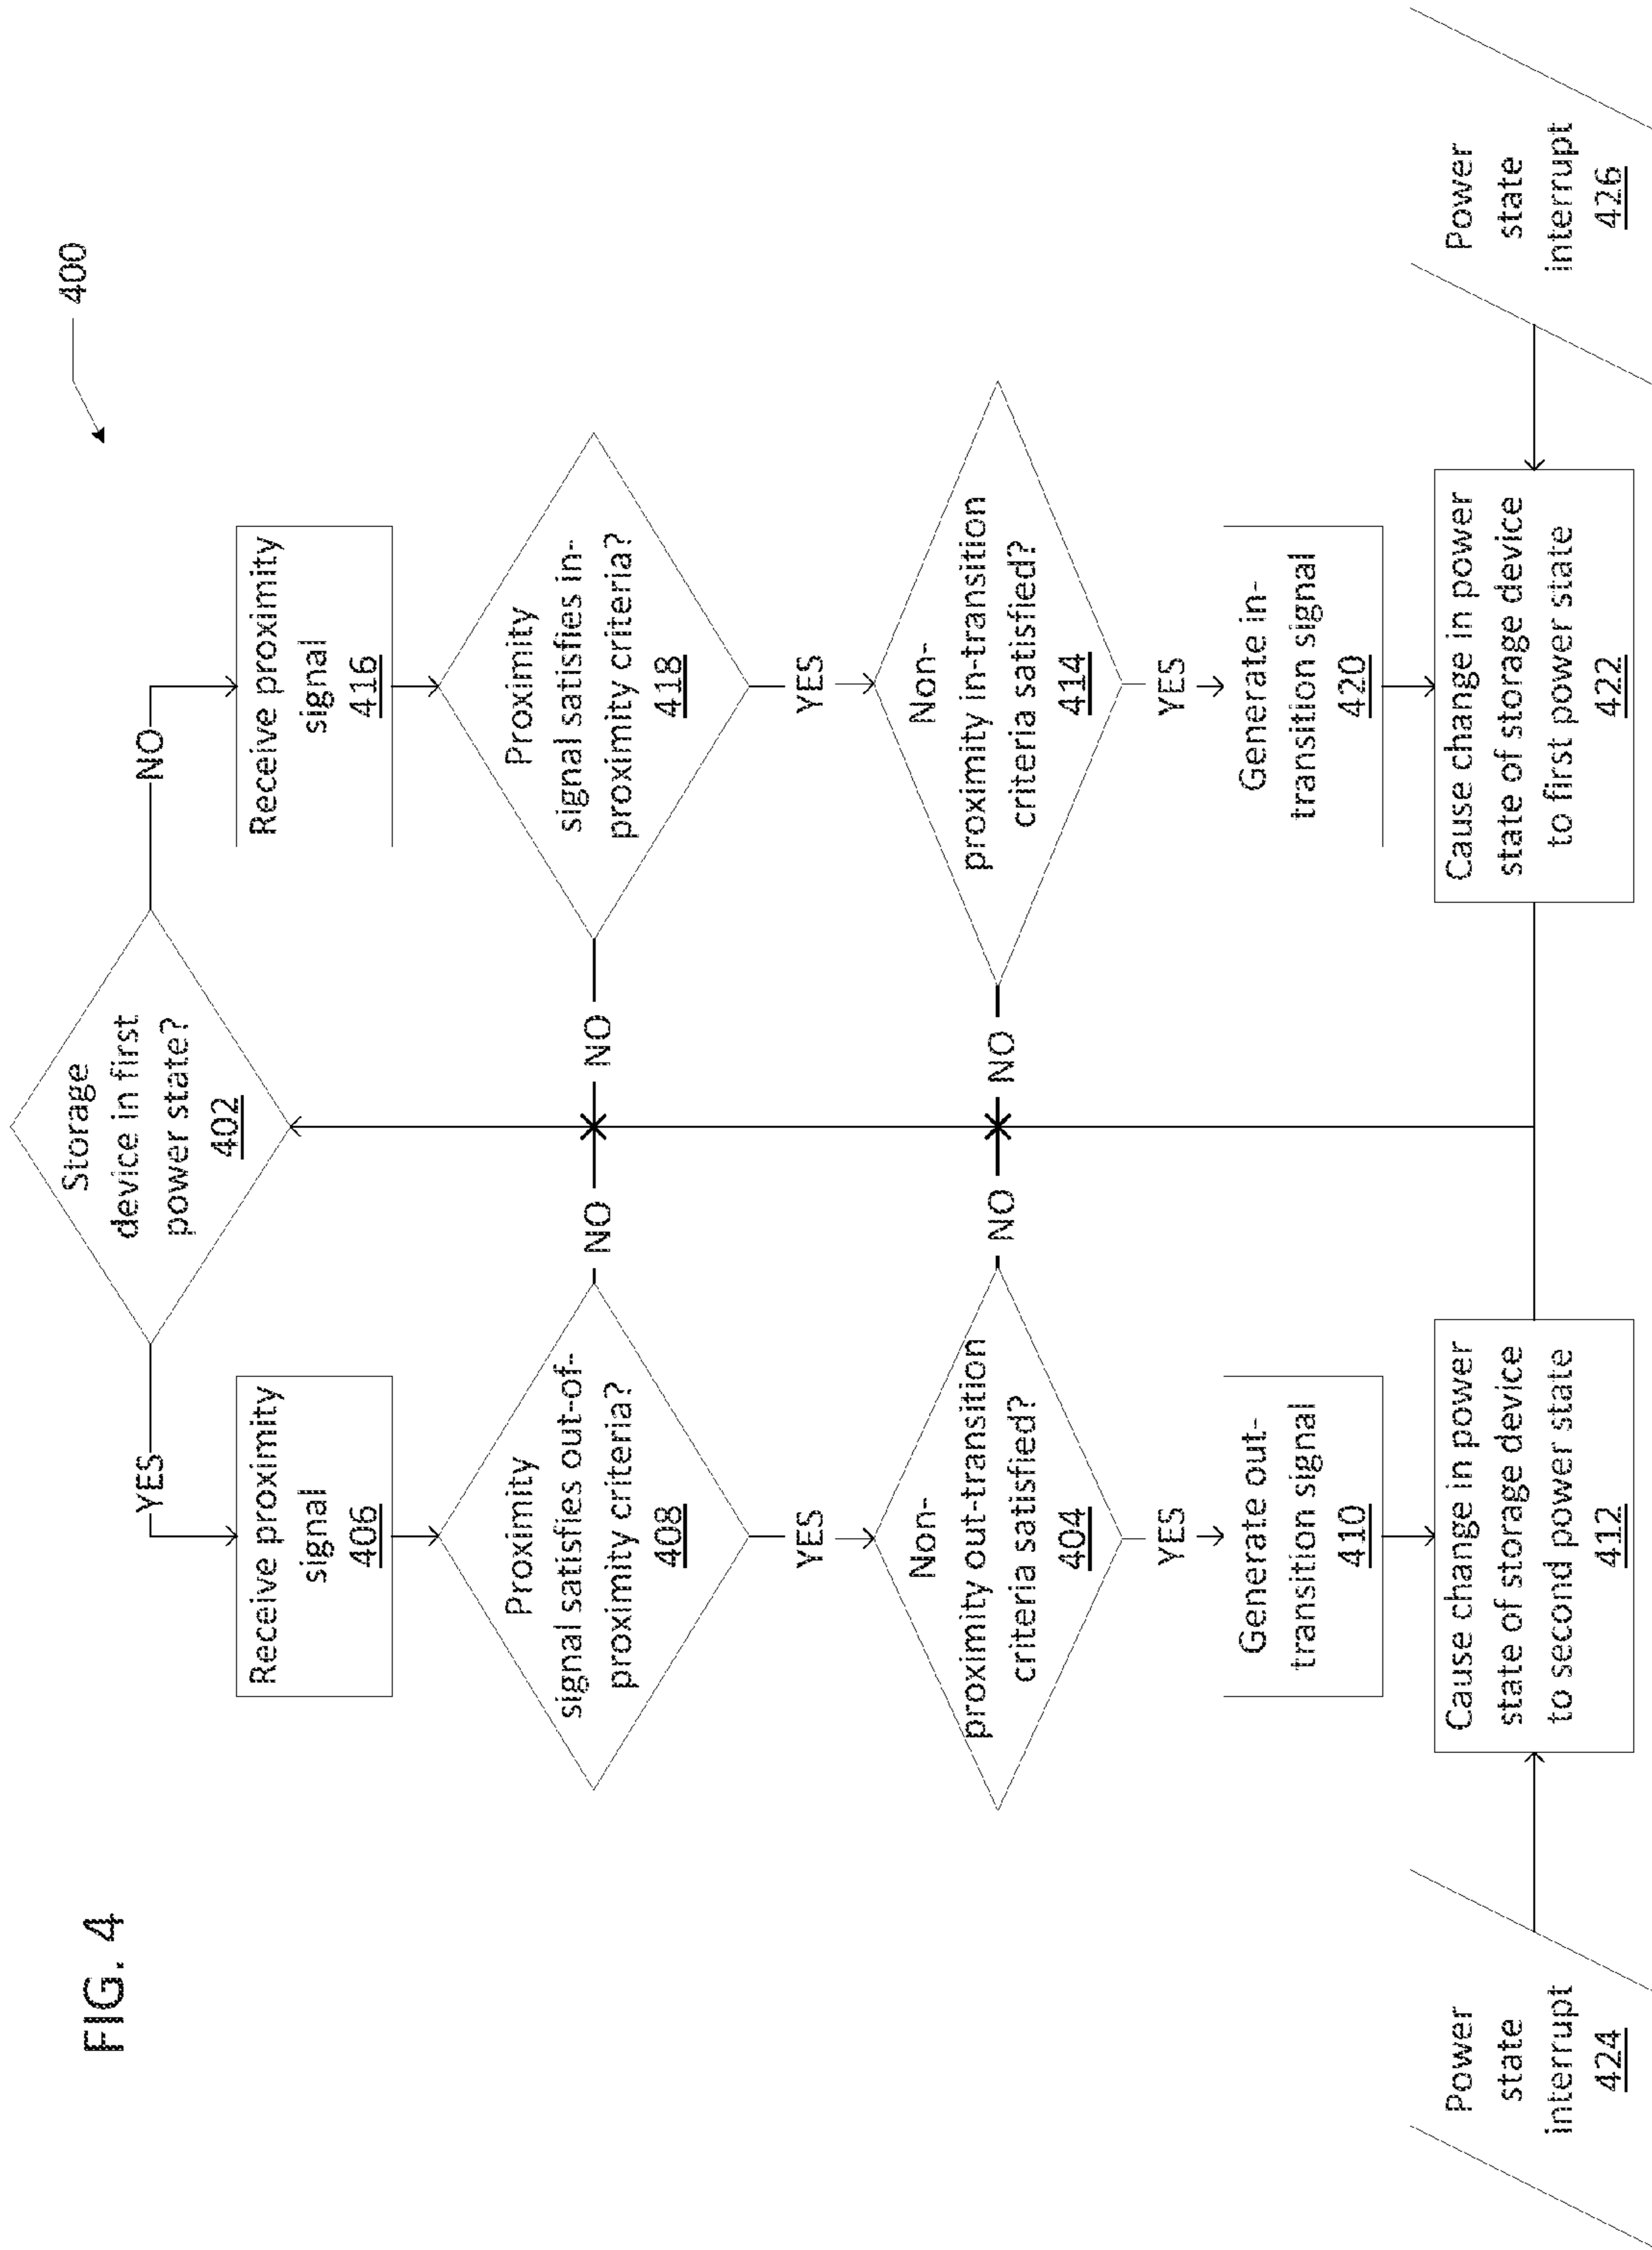 FIG. 4
400
Storage
device in first
power state?
402
YES
NO
Receive proximity
signal
406
Receive proximity
signal
416
Proximity
signal satisfies out-of-
proximity criteria?
408
NO
NO
Proximity
signal satisfies in-
proximity criteria?
418
YES
YES
Non-
proximity out-transition
criteria satisfied?
404
NO
NO
Non-
proximity in-transition
criteria satisfied?
414
YES
YES
Generate out-
transition signal
410
Generate in-
transition signal
420
Power
state
interrupt
424
Cause change in power
state of storage device
to second power state
412
Cause change in power
state of storage device
to first power state
422
Power
state
interrupt
426